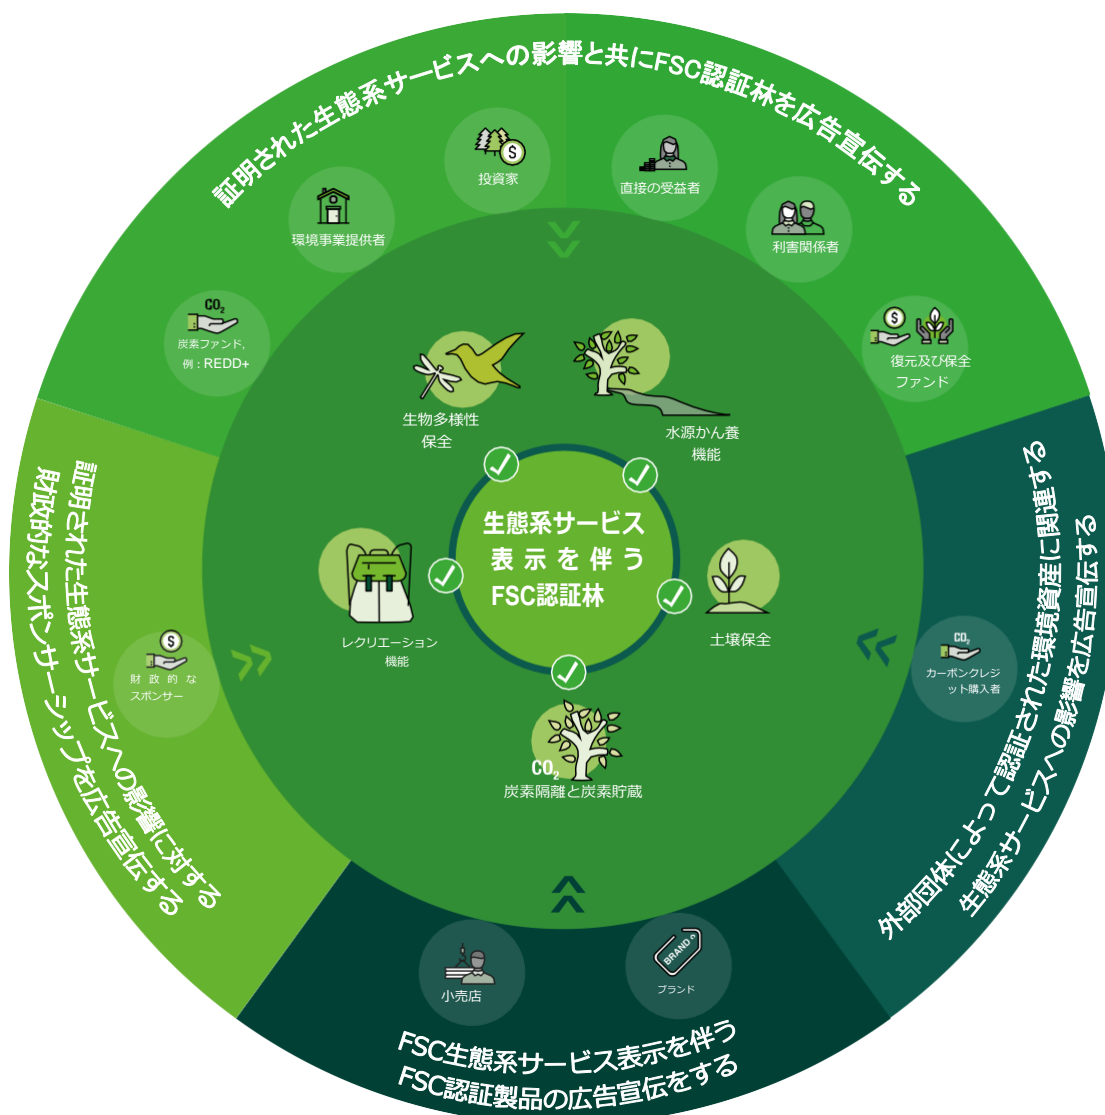 証明された生態系サービスへの影響と共にFSC認証林を広告宣伝する
投資家
直接の受益者
環境事業提供者
利害関係者
CO₂
炭素ファンド,
例：REDD+
$
復元及び保全
ファンド
生物多様性
保全
水源かん養
機能
生態系サービス
表示を伴う
FSC認証林
レクリエーション
機能
土壌保全
CO₂
炭素隔離と炭素貯蔵
証明された生態系サービスへの影響に対する
財政的なスポンサーシップを広告宣伝する
$
財政的な
スポンサー
外部団体によって認証された環境資産に関連する
生態系サービスへの影響を広告宣伝する
CO₂
カーボンクレジ
ット購入者
小売店
BRAND
ブランド
FSC生態系サービス表示を伴う
FSC認証製品の広告宣伝をする